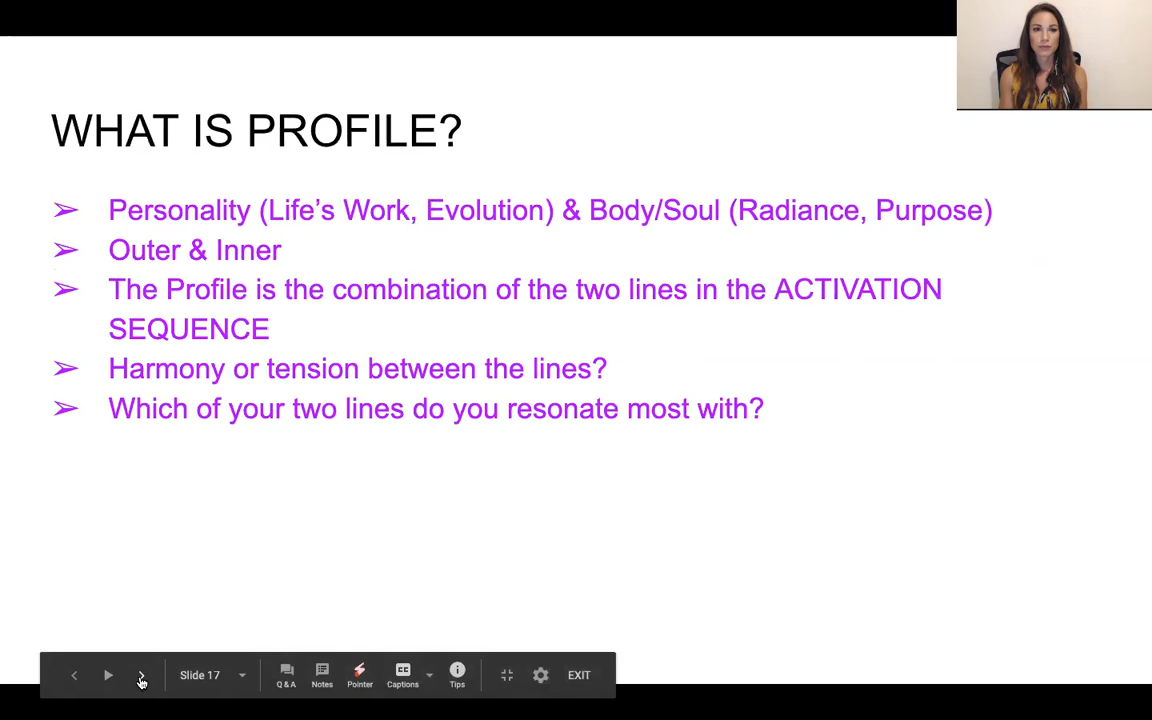 WHAT IS PROFILE?
➢ Personality (Life's Work, Evolution) & Body/Soul (Radiance, Purpose)
➢ Outer & Inner
➢ The Profile is the combination of the two lines in the ACTIVATION
SEQUENCE
➢ Harmony or tension between the lines?
➢ Which of your two lines do you resonate most with?
Slide 17
Q & A
Notes
Pointer
CC
Captions
Tips
EXIT